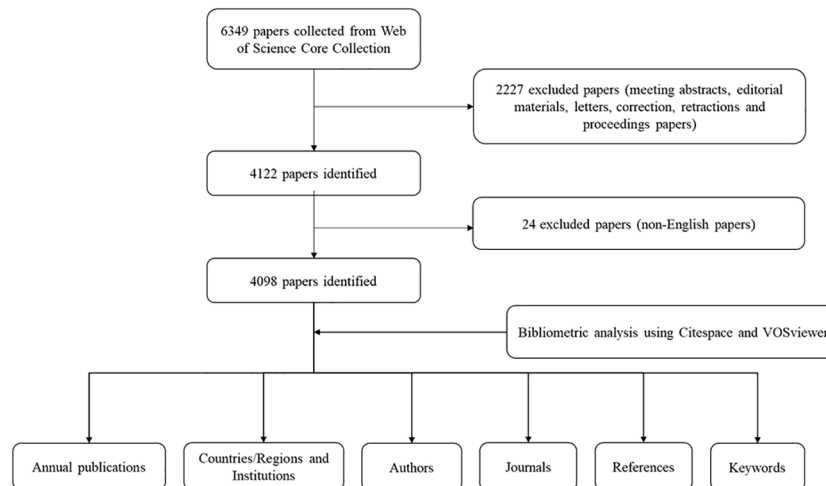 6349 papers collected from Web
of Science Core Collection
2227 excluded papers (meeting abstracts, editorial
materials, letters, correction, retractions and
proceedings papers)
4122 papers identified
24 excluded papers (non-English papers)
4098 papers identified
Bibliometric analysis using Citespace and VOSviewer
Annual publications
Countries/Regions and
Institutions
Authors
Journals
References
Keywords